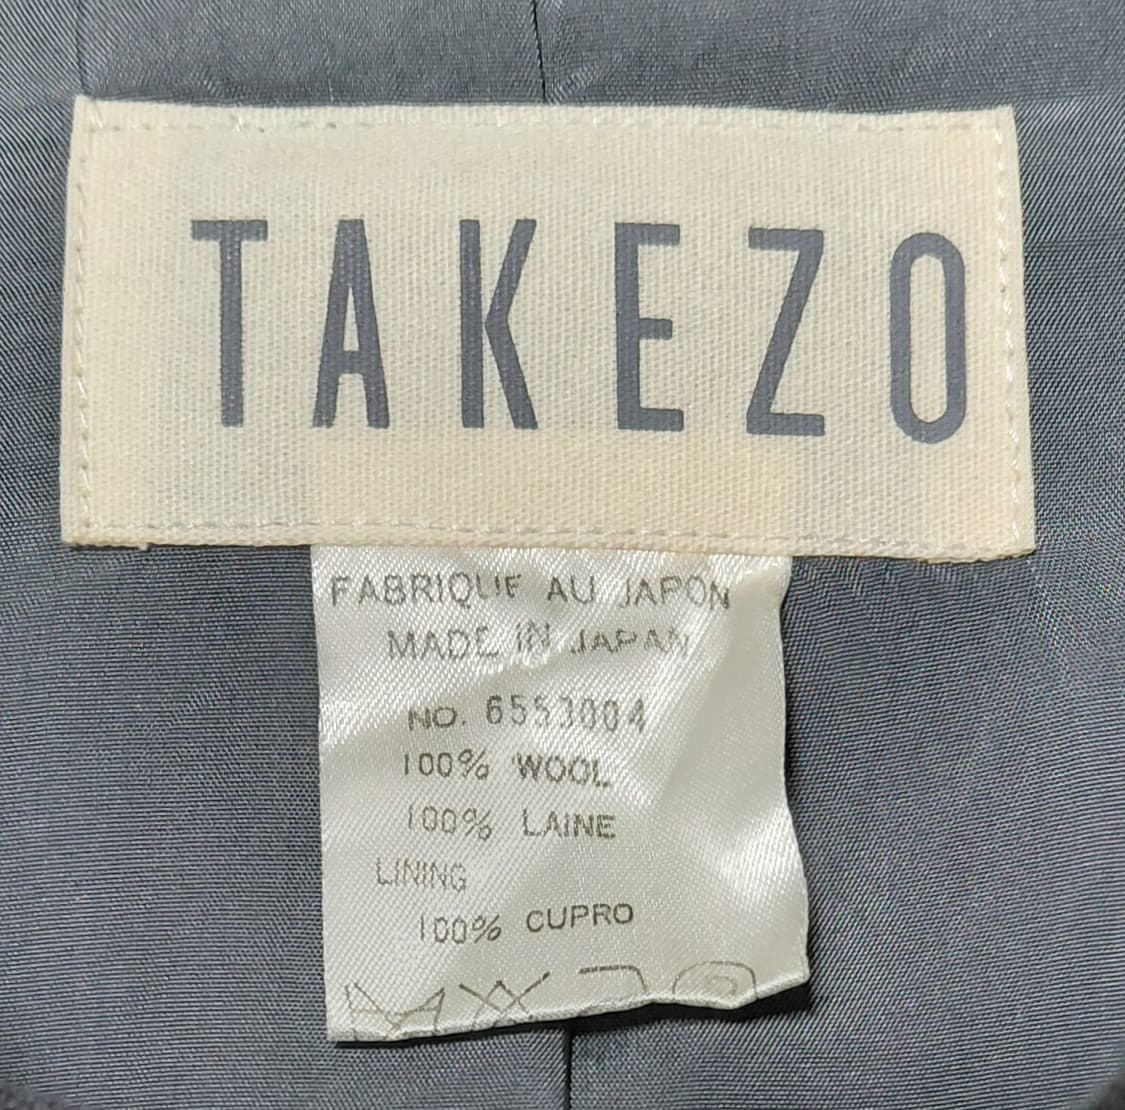 TAKEZO
FABRIQUE AU JAPON
MADE IN JAPAN
NO. 6553004
100% WOOL
100% LAINE
LINING
100% CUPRO